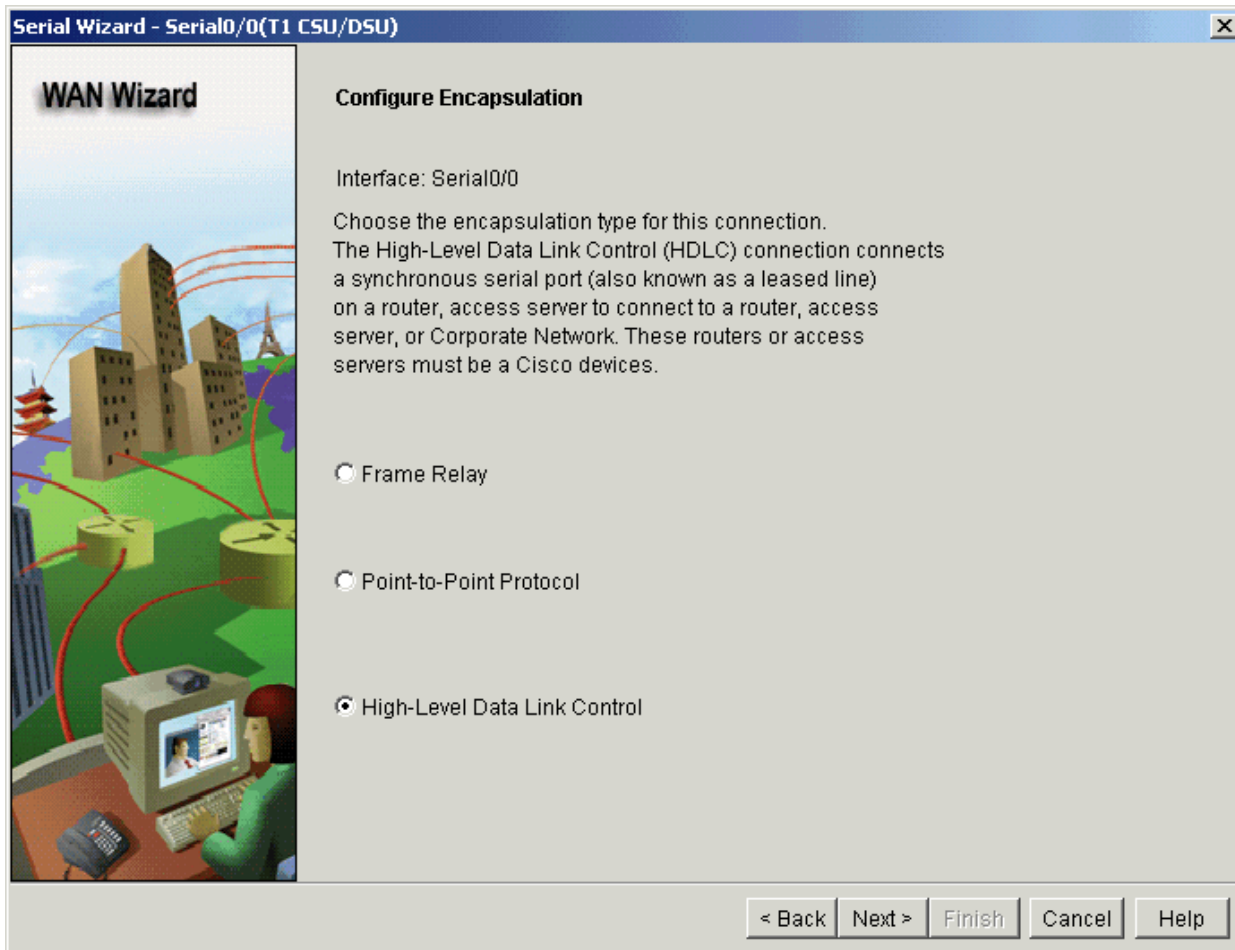 Serial Wizard - Serial0/0(T1 CSU/DSU)
WAN Wizard
Configure Encapsulation
Interface: Serial0/0
Choose the encapsulation type for this connection.
The High-Level Data Link Control (HDLC) connection connects
a synchronous serial port (also known as a leased line)
on a router, access server to connect to a router, access
server, or Corporate Network. These routers or access
servers must be a Cisco devices.
Frame Relay
Point-to-Point Protocol
High-Level Data Link Control
< Back Next > Finish Cancel Help